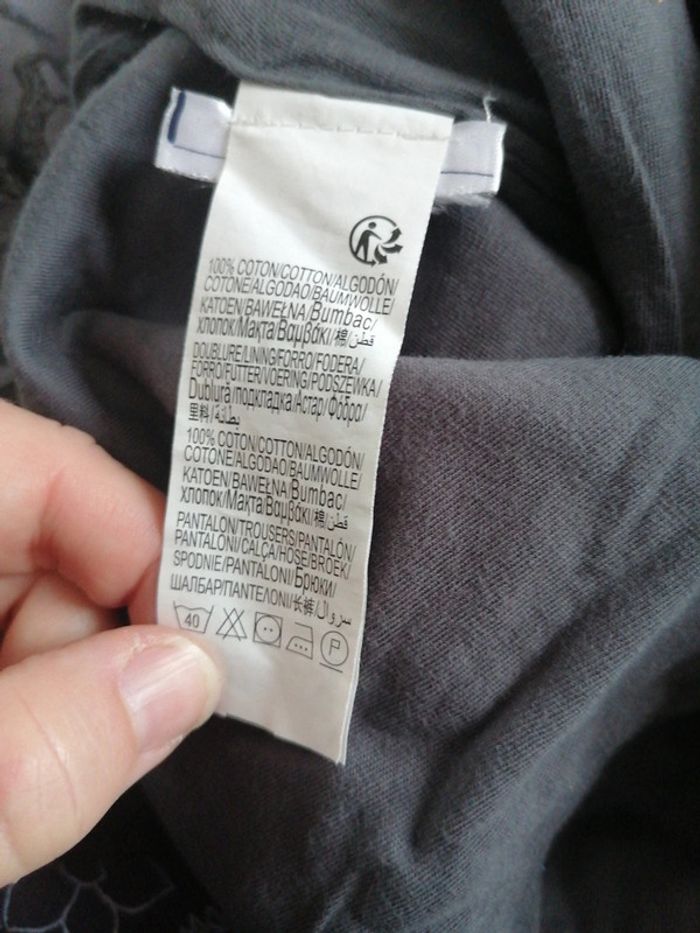 100% COTON/COTTON/ALGODÓN/
COTONE/ALGODAO/BAUMWOLLE/
KATOEN/BAWEŁNA/Bumbac/
хлопок/Мақта/Βαμβάκι/棉/قطن/
DOUBLURE/LINING/FORRO/FODERA/
FORRO/FUTTER/VOERING/PODSZEWKA/
Dublură/подкладка/Астар/Φόδρα/
里料/بطانة/
100% COTON/COTTON/ALGODÓN/
COTONE/ALGODAO/BAUMWOLLE/
KATOEN/BAWEŁNA/Bumbac/
хлопок/Мақта/Βαμβάκι/棉/قطن/
PANTALON/TROUSERS/PANTALÓN/
PANTALONI/CALÇA/HOSE/BROEK/
SPODNIE/PANTALONI/Брюки/
ШАЛБАР/ΠΑΝΤΕΛΟΝΙ/长裤/سروال/
40 P